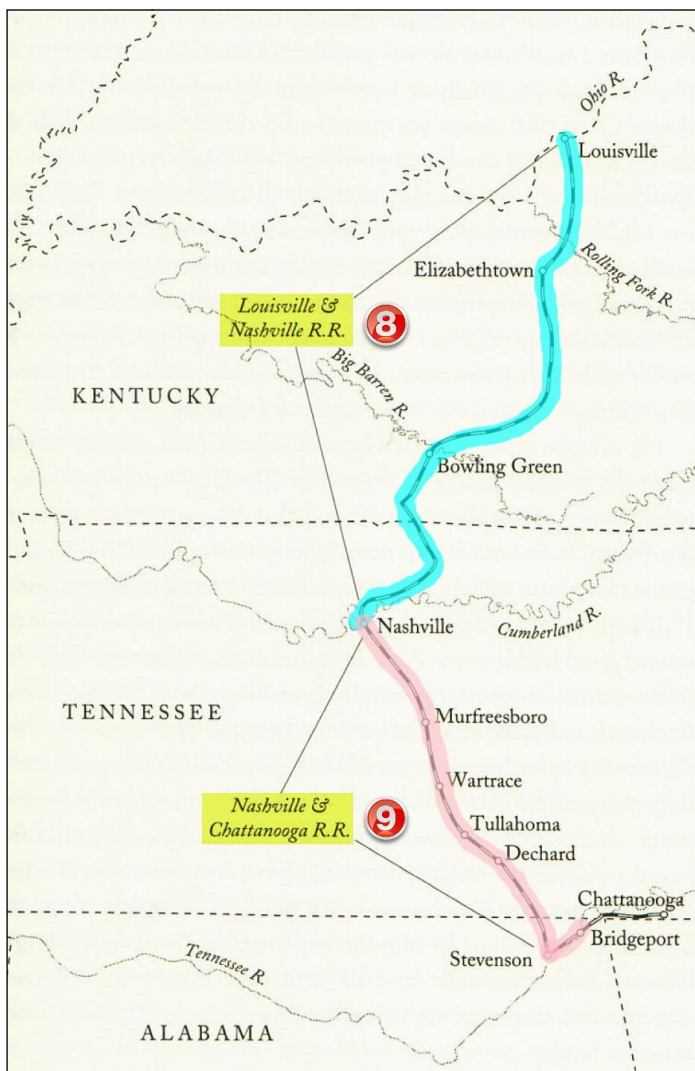 Ohio R.
Louisville
Rolling Fork R.
Elizabethtown
Louisville &
Nashville R.R.
8
Big Barren R.
KENTUCKY
Bowling Green
Nashville
Cumberland R.
TENNESSEE
Murfreesboro
Wartrace
Nashville &
Chattanooga R.R.
9
Tullahoma
Dechard
Chattanooga
Bridgeport
Stevenson
Tennessee R.
ALABAMA